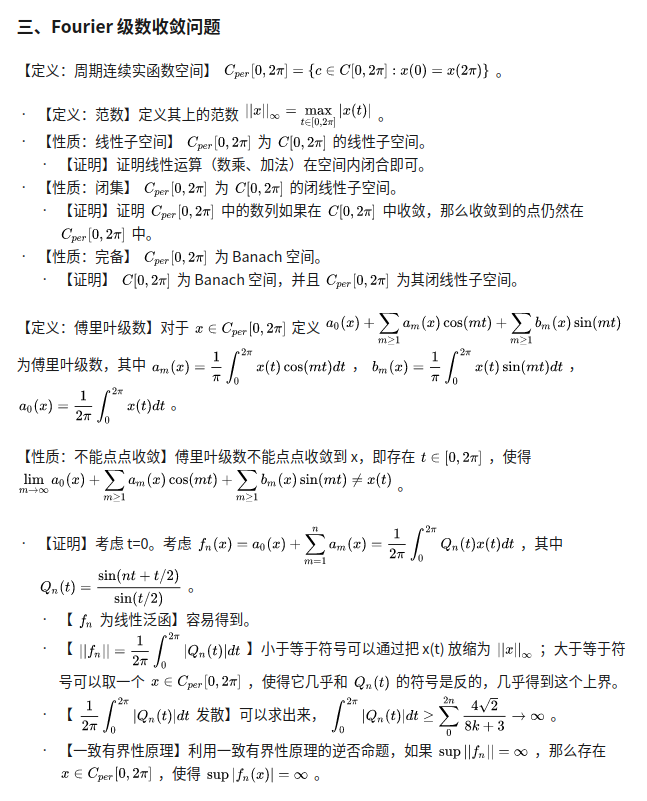 三、Fourier 级数收敛问题
【定义：周期连续实函数空间】 $C_{per}[0,2\pi]=\{c\in C[0,2\pi]:x(0)=x(2\pi)\}$ 。
· 【定义：范数】定义其上的范数 $||x||_\infty=\max_{t\in[0,2\pi]}|x(t)|$ 。
· 【性质：线性子空间】 $C_{per}[0,2\pi]$ 为 $C[0,2\pi]$ 的线性子空间。
· 【证明】证明线性运算（数乘、加法）在空间内闭合即可。
· 【性质：闭集】 $C_{per}[0,2\pi]$ 为 $C[0,2\pi]$ 的闭线性子空间。
· 【证明】证明 $C_{per}[0,2\pi]$ 中的数列如果在 $C[0,2\pi]$ 中收敛，那么收敛到的点仍然在
$C_{per}[0,2\pi]$ 中。
· 【性质：完备】 $C_{per}[0,2\pi]$ 为 Banach 空间。
· 【证明】 $C[0,2\pi]$ 为 Banach 空间，并且 $C_{per}[0,2\pi]$ 为其闭线性子空间。
【定义：傅里叶级数】对于 $x\in C_{per}[0,2\pi]$ 定义 $a_0(x)+\sum_{m\geq1}a_m(x)\cos(mt)+\sum_{m\geq1}b_m(x)\sin(mt)$
为傅里叶级数，其中 $a_m(x)=\frac{1}{\pi}\int_0^{2\pi}x(t)\cos(mt)dt$ ， $b_m(x)=\frac{1}{\pi}\int_0^{2\pi}x(t)\sin(mt)dt$ ，
$a_0(x)=\frac{1}{2\pi}\int_0^{2\pi}x(t)dt$ 。
【性质：不能点点收敛】傅里叶级数不能点点收敛到 x，即存在 $t\in[0,2\pi]$ ，使得
$\lim_{m\to\infty}a_0(x)+\sum_{m\geq1}a_m(x)\cos(mt)+\sum_{m\geq1}b_m(x)\sin(mt)\neq x(t)$ 。
· 【证明】考虑 t=0。考虑 $f_n(x)=a_0(x)+\sum_{m=1}^{n}a_m(x)=\frac{1}{2\pi}\int_0^{2\pi}Q_n(t)x(t)dt$ ，其中
$Q_n(t)=\frac{\sin(nt+t/2)}{\sin(t/2)}$ 。
· 【 $f_n$ 为线性泛函】容易得到。
· 【 $||f_n||=\frac{1}{2\pi}\int_0^{2\pi}|Q_n(t)|dt$ 】小于等于符号可以通过把 x(t) 放缩为 $||x||_\infty$ ；大于等于符
号可以取一个 $x\in C_{per}[0,2\pi]$ ，使得它几乎和 $Q_n(t)$ 的符号是反的，几乎得到这个上界。
· 【 $\frac{1}{2\pi}\int_0^{2\pi}|Q_n(t)|dt$ 发散】可以求出来， $\int_0^{2\pi}|Q_n(t)|dt\geq\sum_0^{2n}\frac{4\sqrt{2}}{8k+3}\to\infty$ 。
· 【一致有界性原理】利用一致有界性原理的逆否命题，如果 $\sup||f_n||=\infty$ ，那么存在
$x\in C_{per}[0,2\pi]$ ，使得 $\sup|f_n(x)|=\infty$ 。